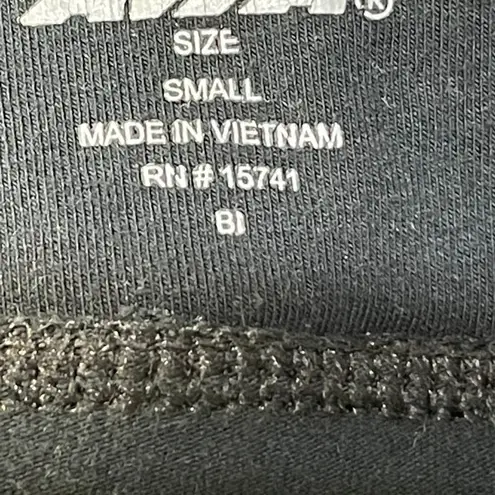 SIZE
SMALL
MADE IN VIETNAM
RN # 15741
BI